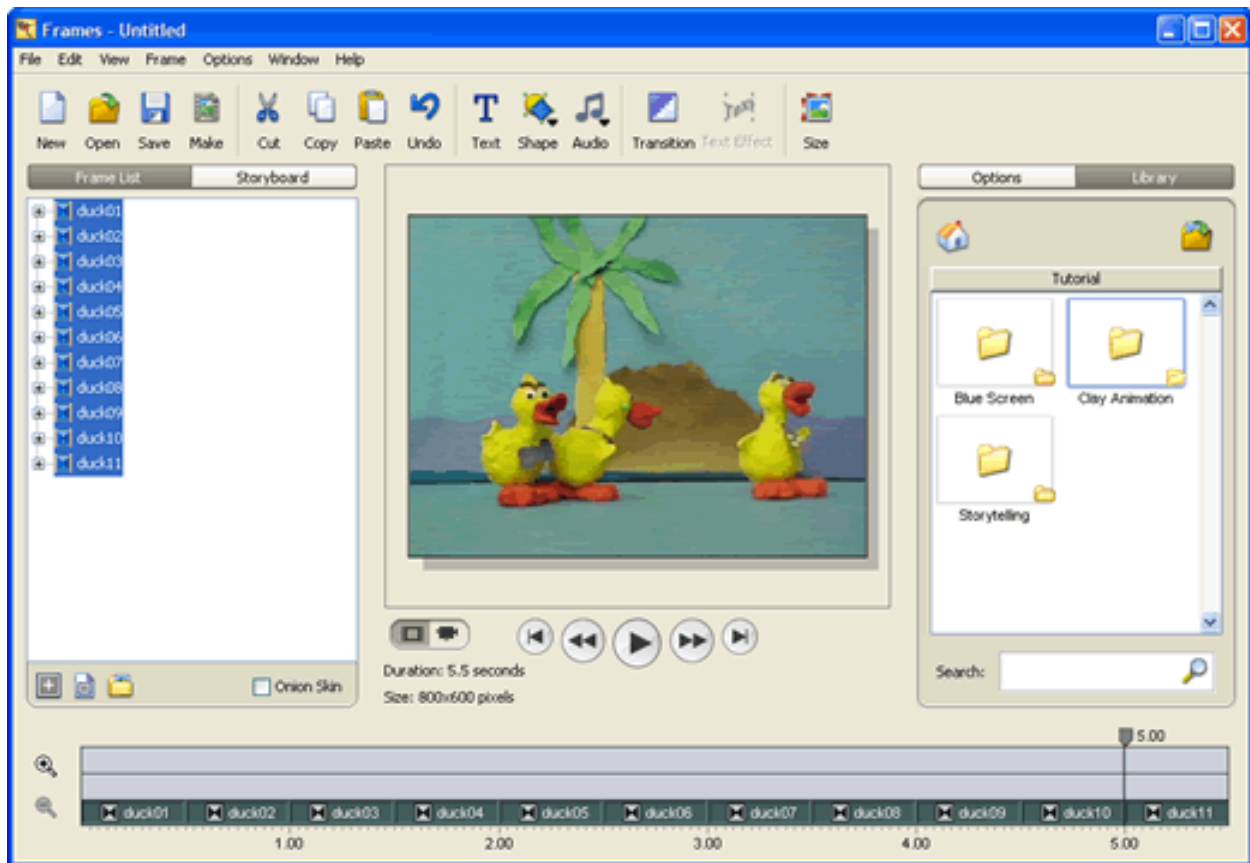 Frames - Untitled
File Edit View Frame Options Window Help
New Open Save Make Cut Copy Paste Undo Text Shape Audio Transition Text Effect Size
Frame List Storyboard
Options Library
duck01
duck02
duck03
duck04
duck05
duck06
duck07
duck08
duck09
duck10
duck11
Tutorial
Blue Screen Clay Animation
Storytelling
Onion Skin
Duration: 5.5 seconds
Size: 800x600 pixels
Search:
5.00
duck01 duck02 duck03 duck04 duck05 duck06 duck07 duck08 duck09 duck10 duck11
1.00 2.00 3.00 4.00 5.00